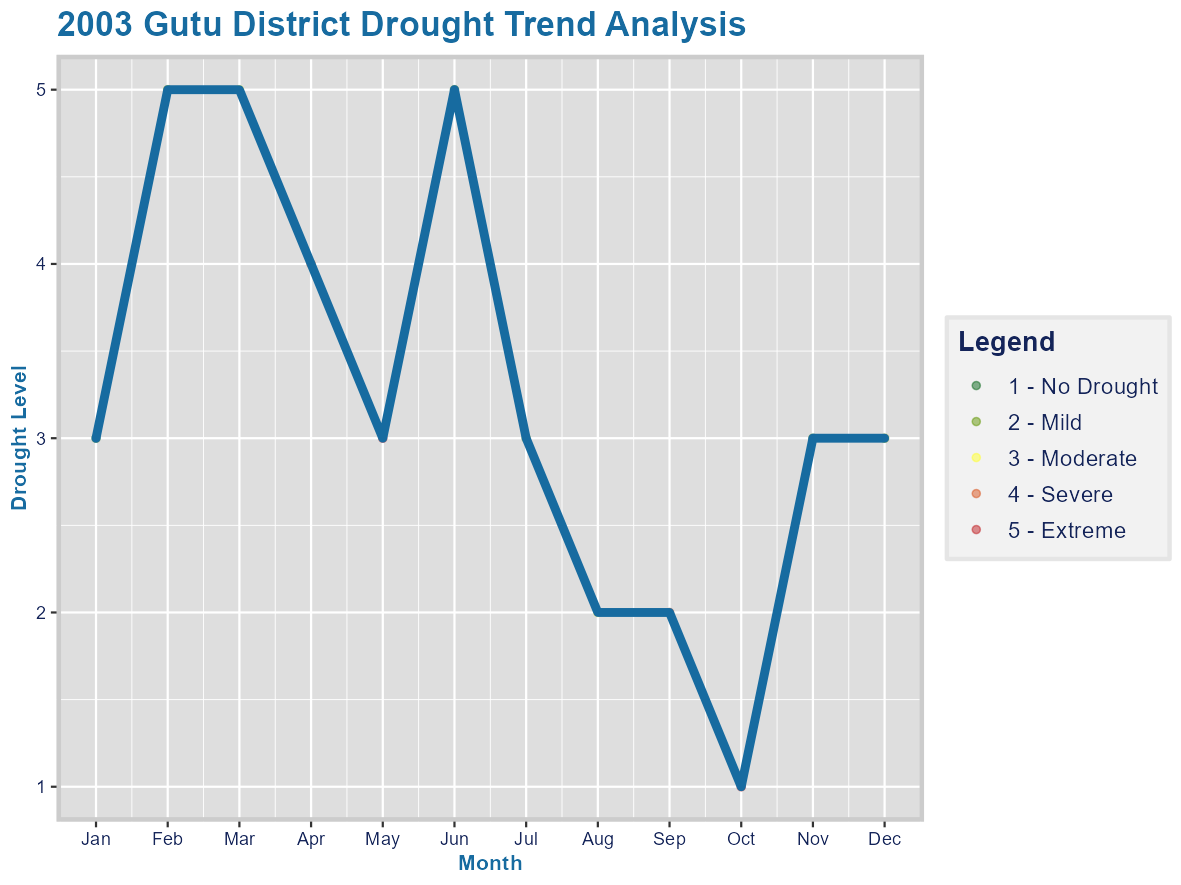 2003 Gutu District Drought Trend Analysis
Drought Level
5
4
3
2
1
Jan Feb Mar Apr May Jun Jul Aug Sep Oct Nov Dec
Month
Legend
1 - No Drought
2 - Mild
3 - Moderate
4 - Severe
5 - Extreme